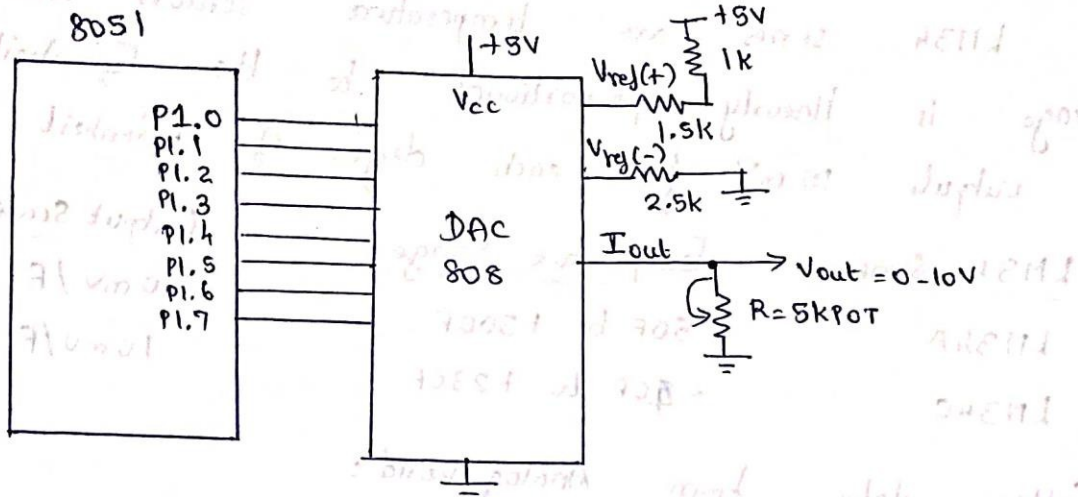 8051
P1.0
P1.1
P1.2
P1.3
P1.4
P1.5
P1.6
P1.7
+5V
Vcc
DAC
808
+5V
1k
Vref(+)
1.5k
Vref(-)
2.5k
Iout
Vout = 0-10V
R=5kPOT